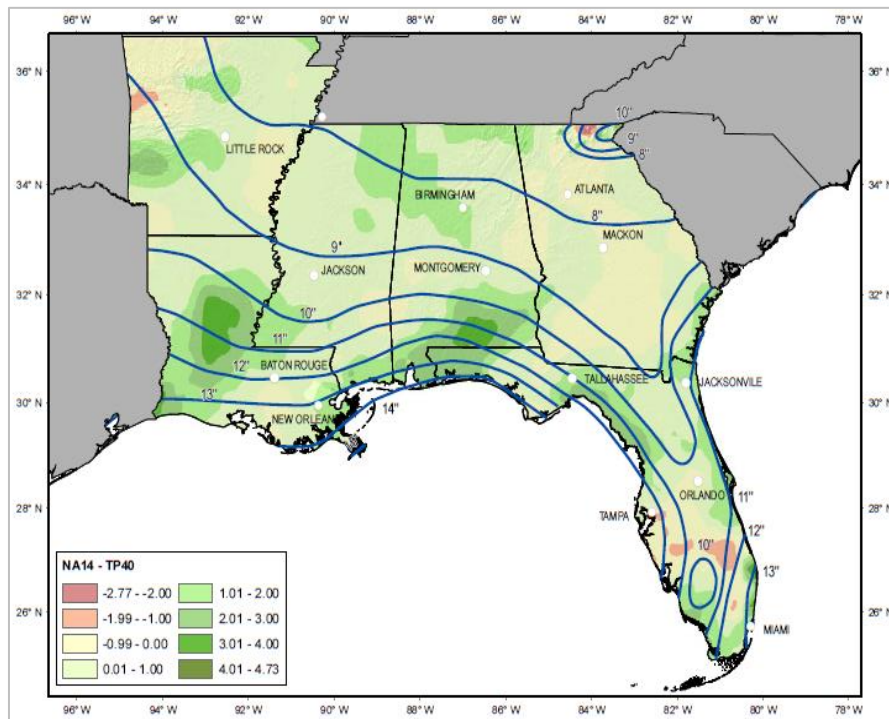 96° W 94° W 92° W 90° W 88° W 86° W 84° W 82° W 80° W 78° W
36° N 36° N
10"
9"
8"
LITTLE ROCK
34° N 34° N
BIRMINGHAM ATLANTA
8"
MACKON
9"
JACKSON MONTGOMERY
32° N 32° N
10"
11"
12" BATON ROUGE
TALLAHASSEE JACKSONVILE
30° N 13" 30° N
NEW ORLEAN 14"
ORLANDO 11"
28° N 28° N
TAMPA 12"
10"
13"
NA14 - TP40
-2.77 - -2.00 1.01 - 2.00
-1.99 - -1.00 2.01 - 3.00
26° N
-0.99 - 0.00 3.01 - 4.00
MIAMI
0.01 - 1.00 4.01 - 4.73
26° N
96° W 94° W 92° W 90° W 88° W 86° W 84° W 82° W 80° W 78° W